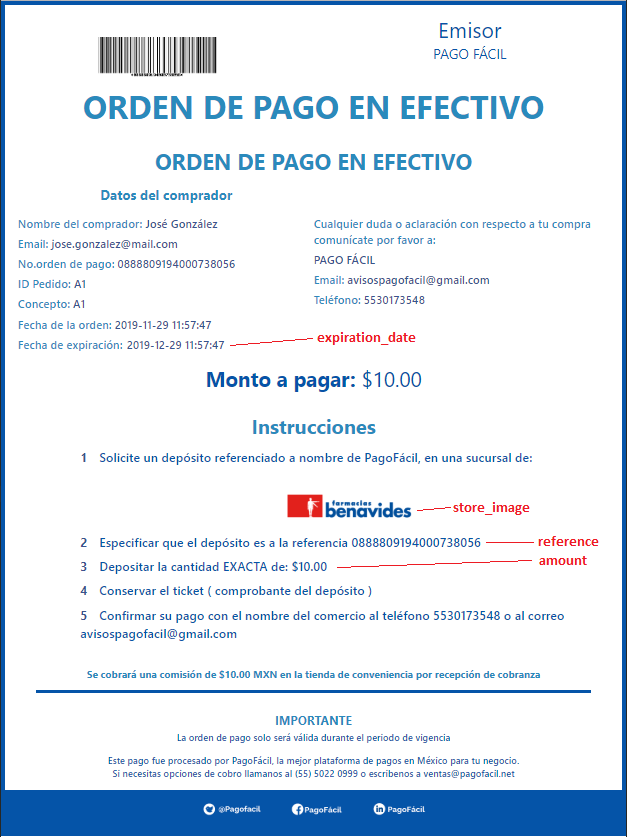 Emisor
PAGO FÁCIL
ORDEN DE PAGO EN EFECTIVO
ORDEN DE PAGO EN EFECTIVO
Datos del comprador
Nombre del comprador: José González
Email: jose.gonzalez@mail.com
No.orden de pago: 0888809194000738056
ID Pedido: A1
Concepto: A1
Fecha de la orden: 2019-11-29 11:57:47
Fecha de expiración: 2019-12-29 11:57:47
expiration_date
Cualquier duda o aclaración con respecto a tu compra
comunícate por favor a:
PAGO FÁCIL
Email: avisospagofacil@gmail.com
Teléfono: 5530173548
Monto a pagar: $10.00
Instrucciones
1 Solicite un depósito referenciado a nombre de PagoFácil, en una sucursal de:
farmacias
benavides
store_image
2 Especificar que el depósito es a la referencia 0888809194000738056
reference
3 Depositar la cantidad EXACTA de: $10.00
amount
4 Conservar el ticket ( comprobante del depósito )
5 Confirmar su pago con el nombre del comercio al teléfono 5530173548 o al correo
avisospagofacil@gmail.com
Se cobrará una comisión de $10.00 MXN en la tienda de conveniencia por recepción de cobranza
IMPORTANTE
La orden de pago solo será válida durante el periodo de vigencia
Este pago fue procesado por PagoFácil, la mejor plataforma de pagos en México para tu negocio.
Si necesitas opciones de cobro llamanos al (55) 5022 0999 o escribenos a ventas@pagofacil.net
@Pagofacil
PagoFácil
PagoFácil